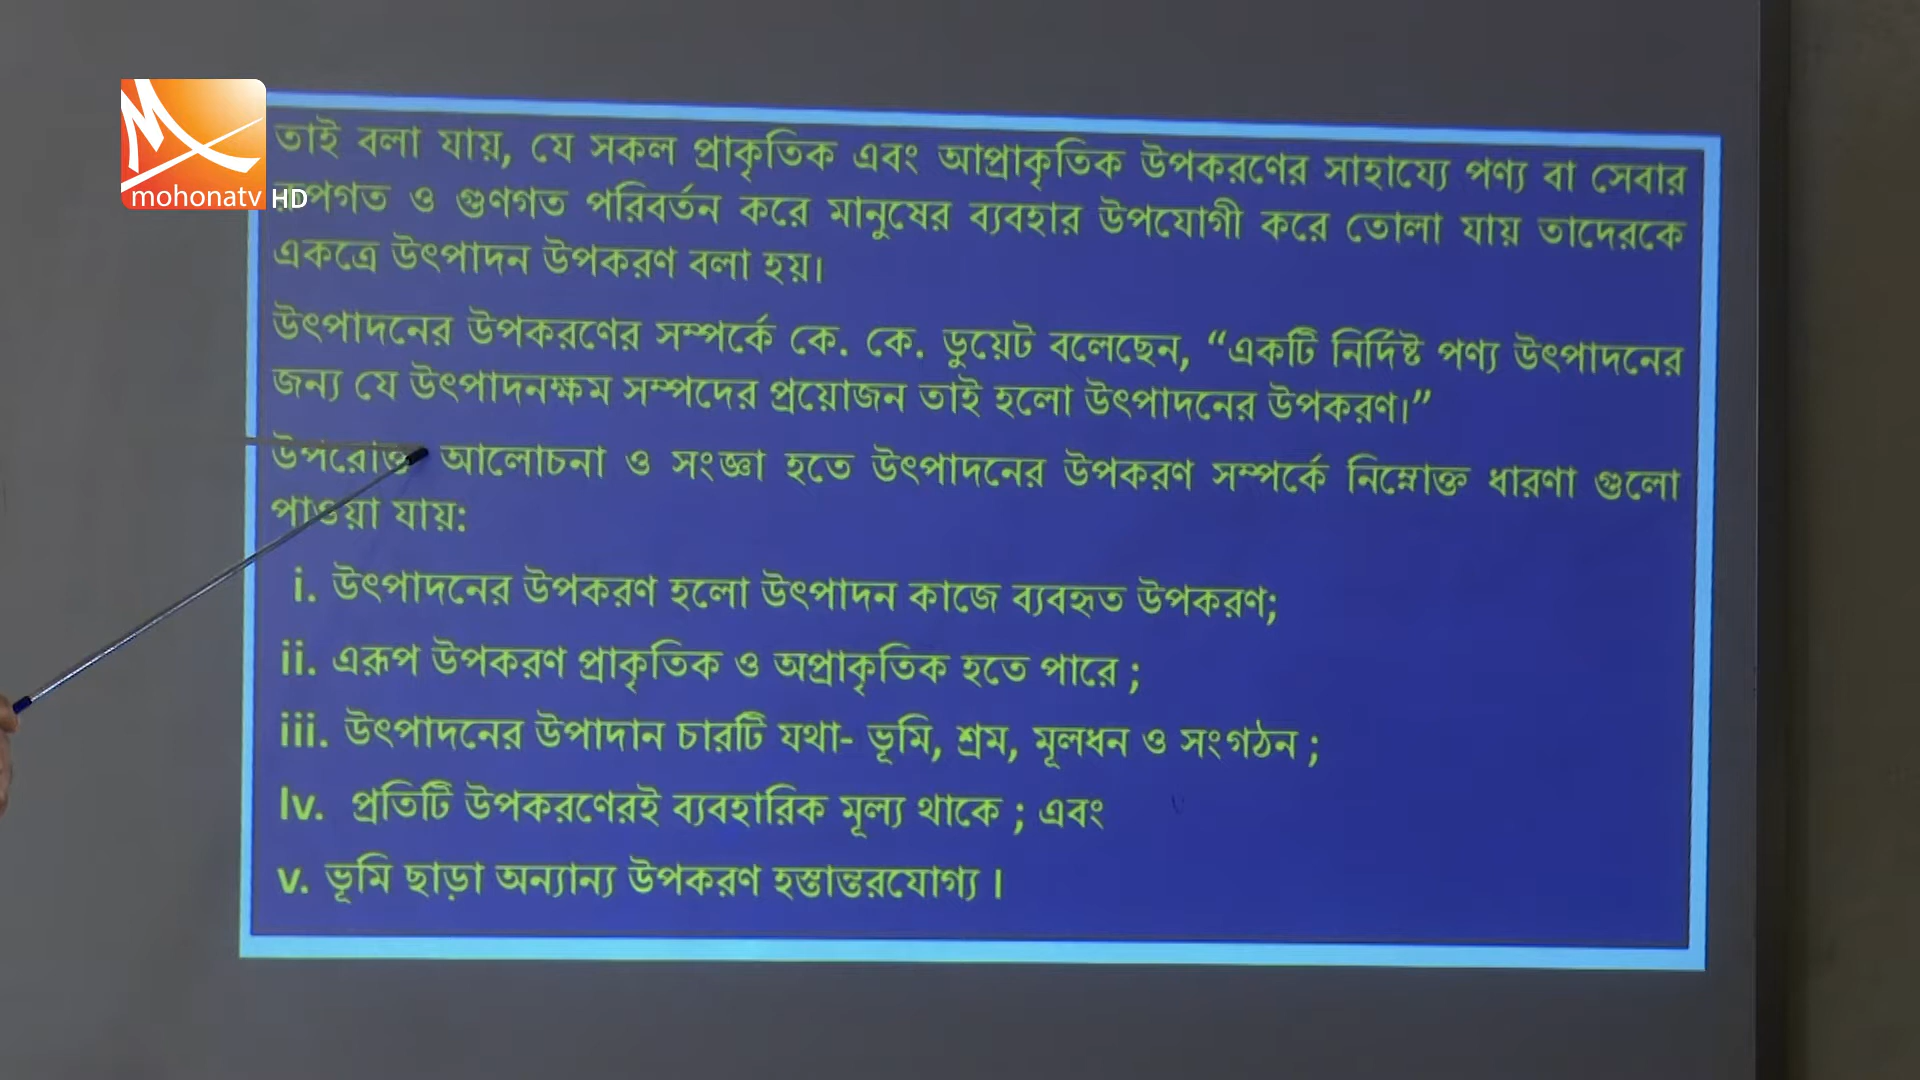 mohonatv HD
তাই বলা যায়, যে সকল প্রাকৃতিক এবং আপ্রাকৃতিক উপকরণের সাহায্যে পণ্য বা সেবার
রূপগত ও গুণগত পরিবর্তন করে মানুষের ব্যবহার উপযোগী করে তোলা যায় তাদেরকে
একত্রে উৎপাদন উপকরণ বলা হয়।
উৎপাদনের উপকরণের সম্পর্কে কে. কে. ডুয়েট বলেছেন, “একটি নির্দিষ্ট পণ্য উৎপাদনের
জন্য যে উৎপাদনক্ষম সম্পদের প্রয়োজন তাই হলো উৎপাদনের উপকরণ।”
উপরোক্ত আলোচনা ও সংজ্ঞা হতে উৎপাদনের উপকরণ সম্পর্কে নিম্নোক্ত ধারণা গুলো
পাওয়া যায়:
i. উৎপাদনের উপকরণ হলো উৎপাদন কাজে ব্যবহৃত উপকরণ;
ii. এরূপ উপকরণ প্রাকৃতিক ও অপ্রাকৃতিক হতে পারে ;
iii. উৎপাদনের উপাদান চারটি যথা- ভূমি, শ্রম, মূলধন ও সংগঠন ;
Iv. প্রতিটি উপকরণেরই ব্যবহারিক মূল্য থাকে ; এবং
v. ভূমি ছাড়া অন্যান্য উপকরণ হস্তান্তরযোগ্য ।